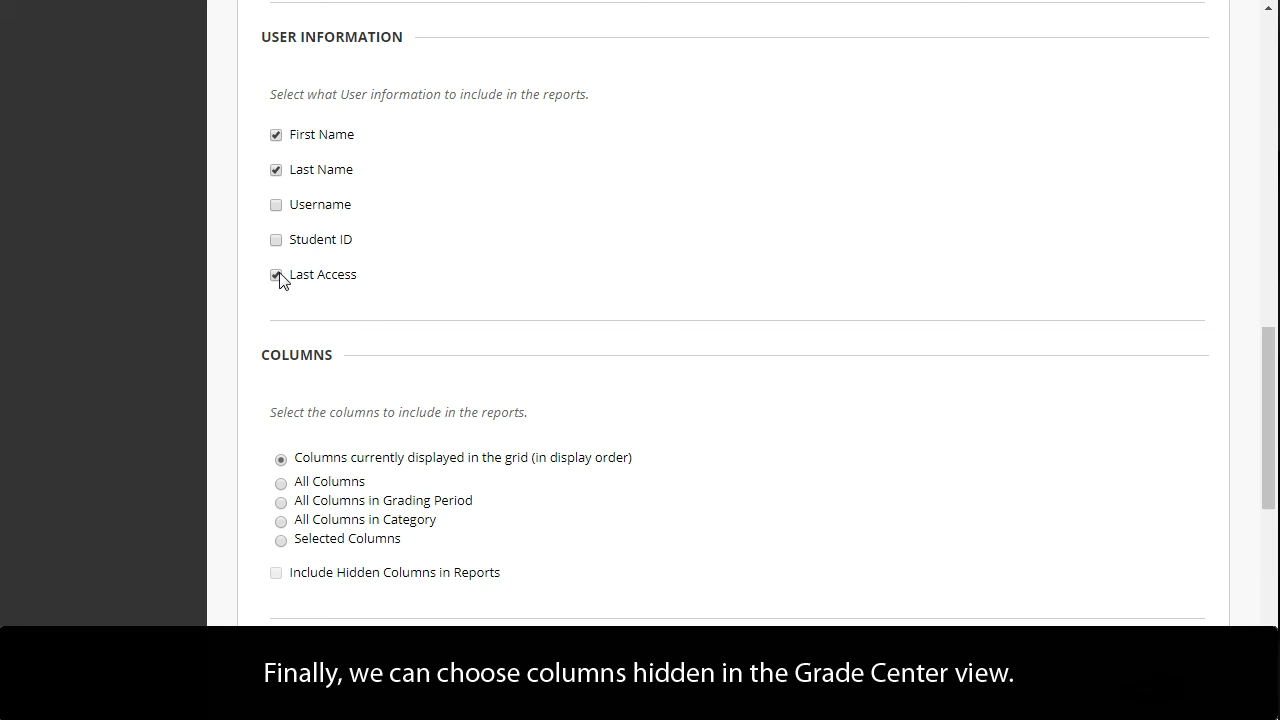 USER INFORMATION
Select what User information to include in the reports.
First Name
Last Name
Username
Student ID
Last Access
COLUMNS
Select the columns to include in the reports.
Columns currently displayed in the grid (in display order)
All Columns
All Columns in Grading Period
All Columns in Category
Selected Columns
Include Hidden Columns in Reports
Finally, we can choose columns hidden in the Grade Center view.